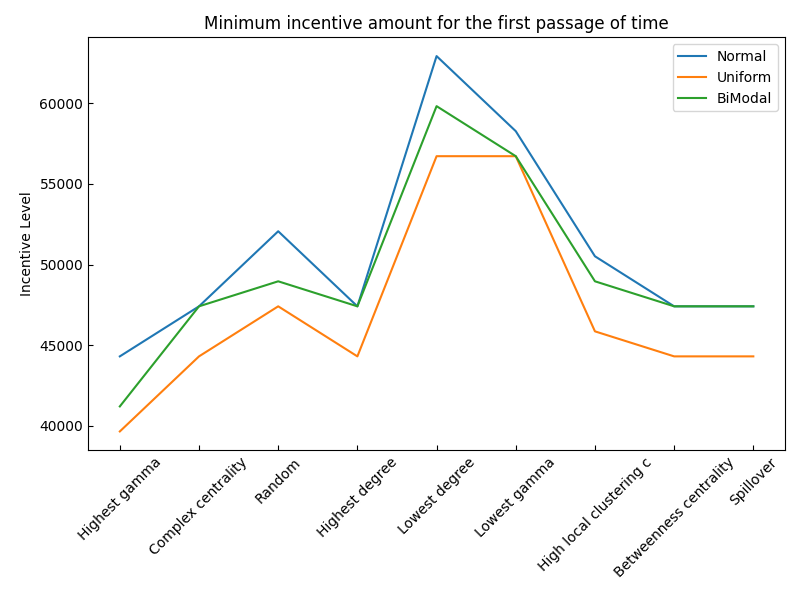 Minimum incentive amount for the first passage of time
Normal
Uniform
BiModal
Incentive Level
60000
55000
50000
45000
40000
Highest gamma
Complex centrality
Random
Highest degree
Lowest degree
Lowest gamma
High local clustering c
Betweenness centrality
Spillover